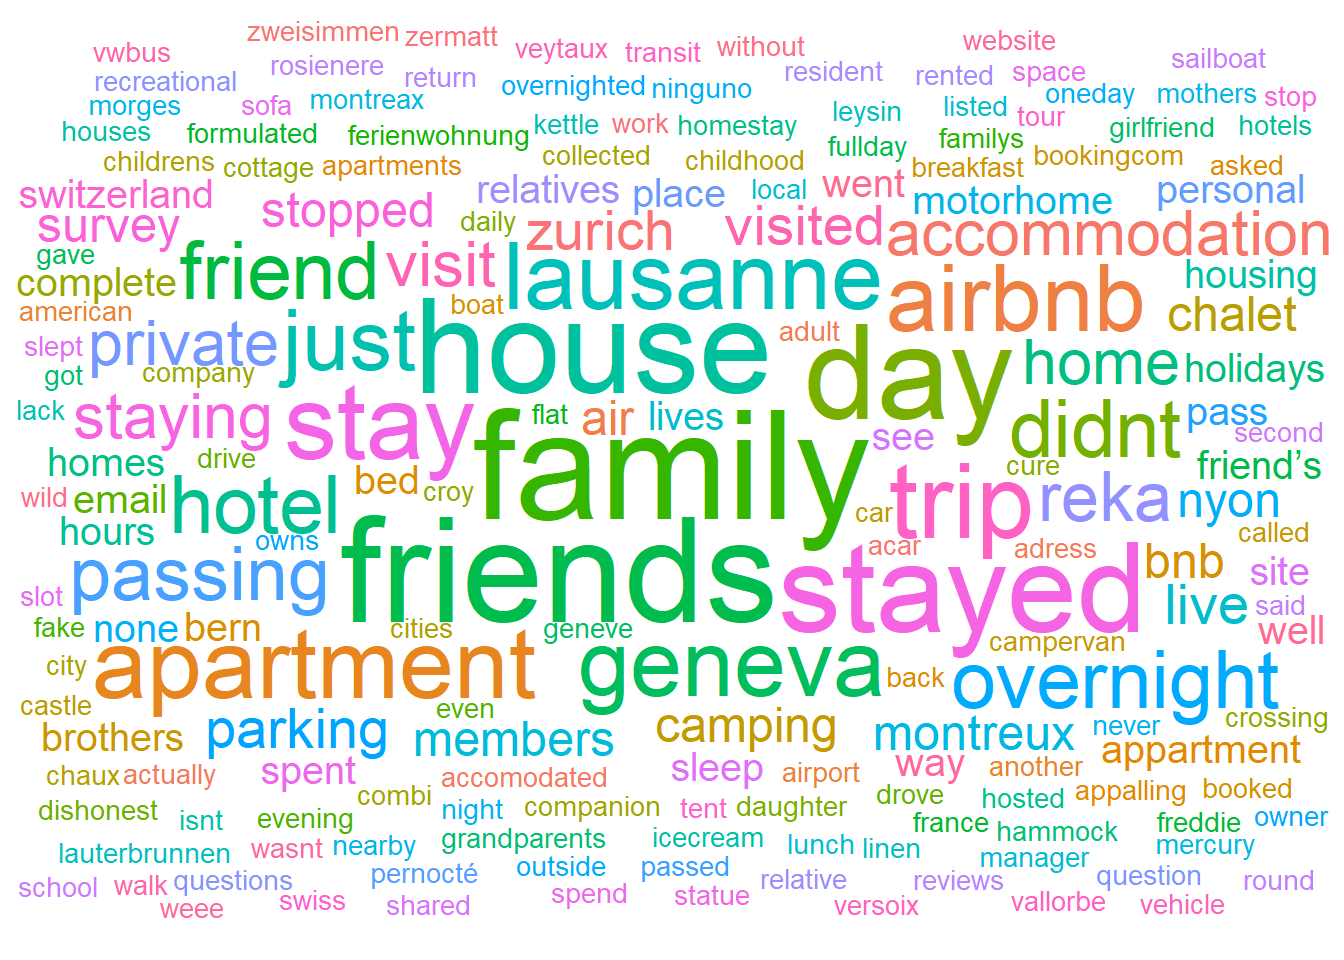 zweisimmen zermatt veytaux transit without website sailboat
vwbus rosienere
recreational return overnighted ninguno resident rented space oneday mothers stop
morges sofa montreax leysin listed tour
houses formulated ferienwohnung kettle work homestay fullday familys girlfriend hotels
childrens cottage apartments collected childhood breakfast bookingcom asked
switzerland relatives place local went motorhome personal
survey stopped daily zurich visited accommodation
gave friend visit lausanne airbnb housing
complete boat chalet
american private just house adult day home holidays
slept company
got
lack staying stay flat air lives didnt pass
see second
homes drive bed family cure friend’s
wild email hotel croy car trip reka nyon
hours owns friends acar adress called
passing stayed bnb site
slot live said
fake none bern cities geneve campervan well
city apartment geneva back overnight
castle even crossing
brothers parking members camping montreux never appartment
chaux actually spent accomodated sleep airport way another
combi appalling booked
dishonest isnt evening night companion tent daughter drove hosted freddie owner
france hammock
lauterbrunnen wasnt nearby grandparents icecream lunch linen manager mercury
school walk questions pernocté outside passed relative reviews question round
weee swiss shared spend statue versoix vallorbe vehicle